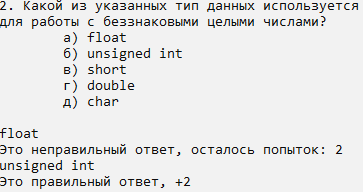 2. Какой из указанных тип данных используется
для работы с беззнаковыми целыми числами?
а) float
б) unsigned int
в) short
г) double
д) char
float
Это неправильный ответ, осталось попыток: 2
unsigned int
Это правильный ответ, +2